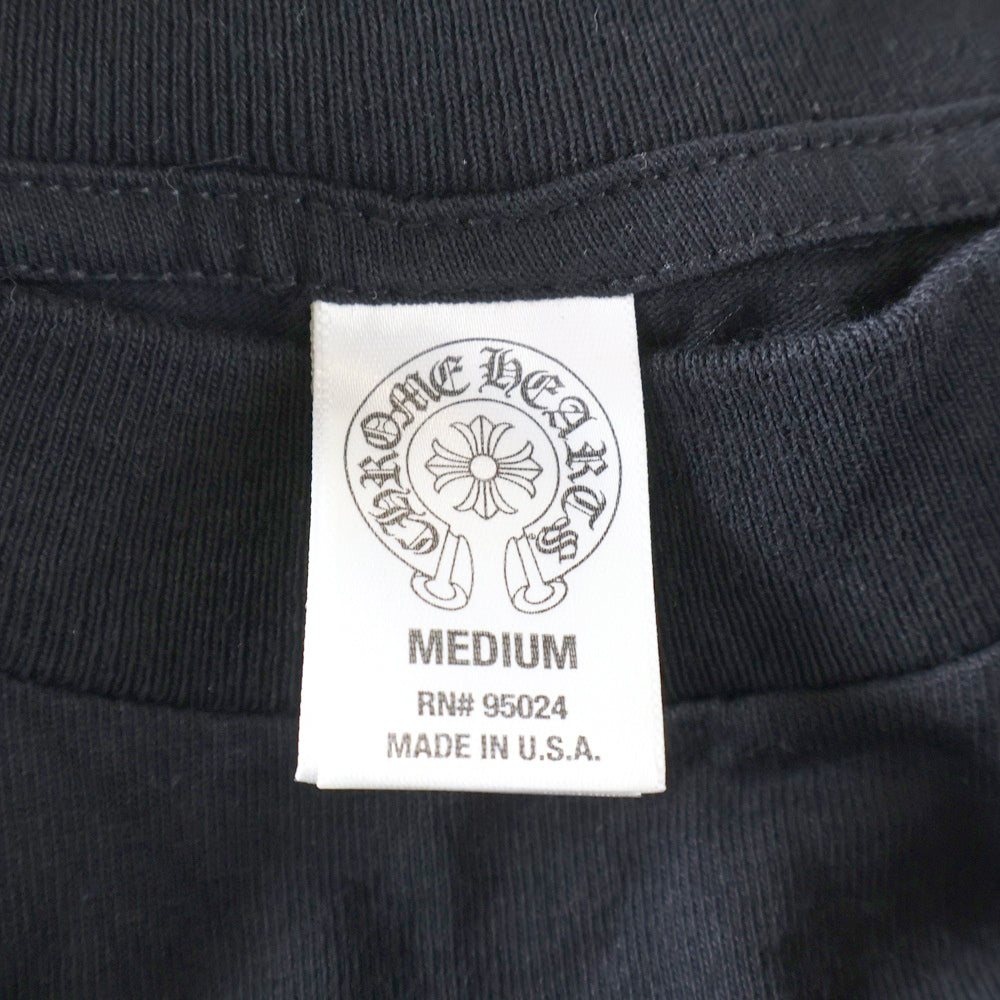 CHROME HEARTS
MEDIUM
RN# 95024
MADE IN U.S.A.